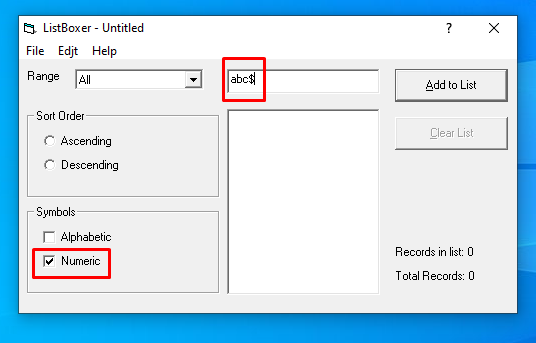 ListBoxer - Untitled
File Edjt Help
Range All abc$ Add to List
Sort Order
Ascending
Descending
Clear List
Symbols
Alphabetic
Numeric
Records in list: 0
Total Records: 0